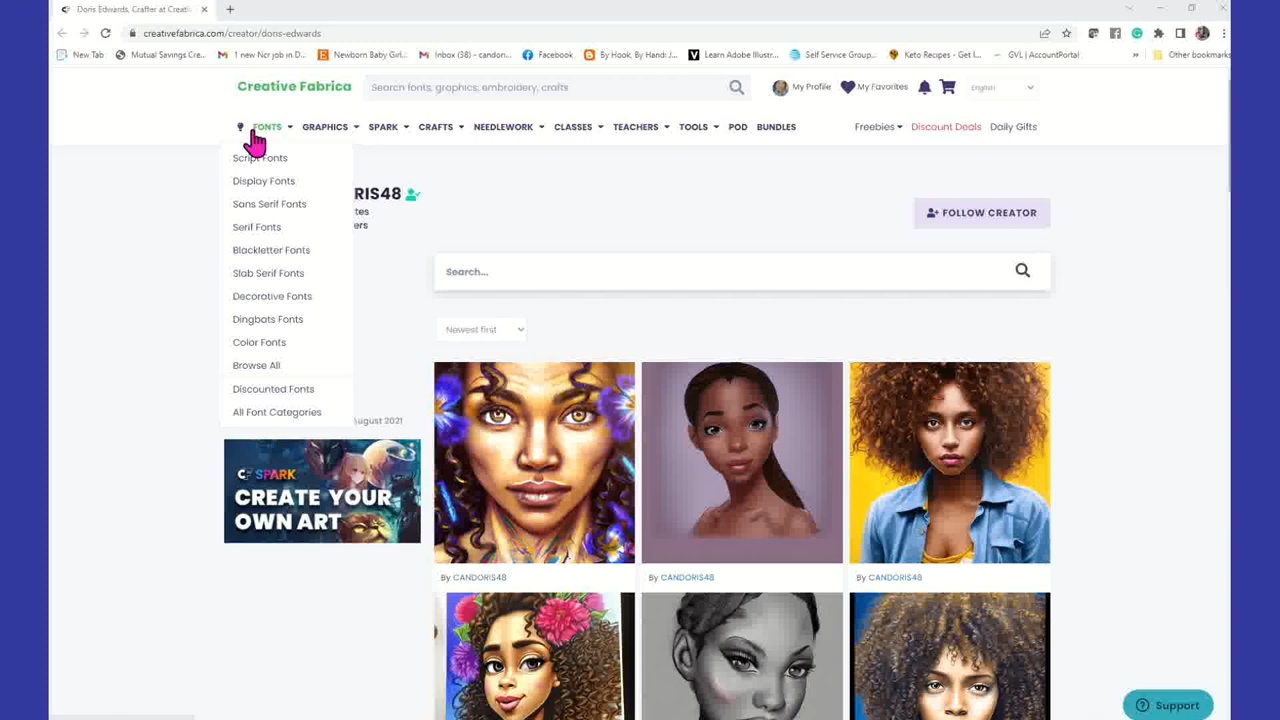 Doris Edwards, Crafter at Creativ
creativefabrica.com/creator/doris-edwards
New Tab
Mutual Savings Cre...
1 new Ncr job in D...
Newborn Baby Girl...
Inbox (38) – candon...
Facebook
By Hook, By Hand: J...
Learn Adobe Illustr...
Self Service Group...
Keto Recipes - Get I...
GVL | AccountPortal
»
Other bookmarks
Creative Fabrica
Search fonts, graphics, embroidery, crafts
My Profile
My Favorites
English
FONTS
GRAPHICS
SPARK
CRAFTS
NEEDLEWORK
CLASSES
TEACHERS
TOOLS
POD
BUNDLES
Freebies
Discount Deals
Daily Gifts
Script Fonts
Display Fonts
Sans Serif Fonts
Serif Fonts
Blackletter Fonts
Slab Serif Fonts
Decorative Fonts
Dingbats Fonts
Color Fonts
Browse All
Discounted Fonts
All Font Categories
RIS48
tes
ers
FOLLOW CREATOR
Search...
Newest first
ugust 2021
CF SPARK
CREATE YOUR
OWN ART
By CANDORIS48
By CANDORIS48
By CANDORIS48
Support